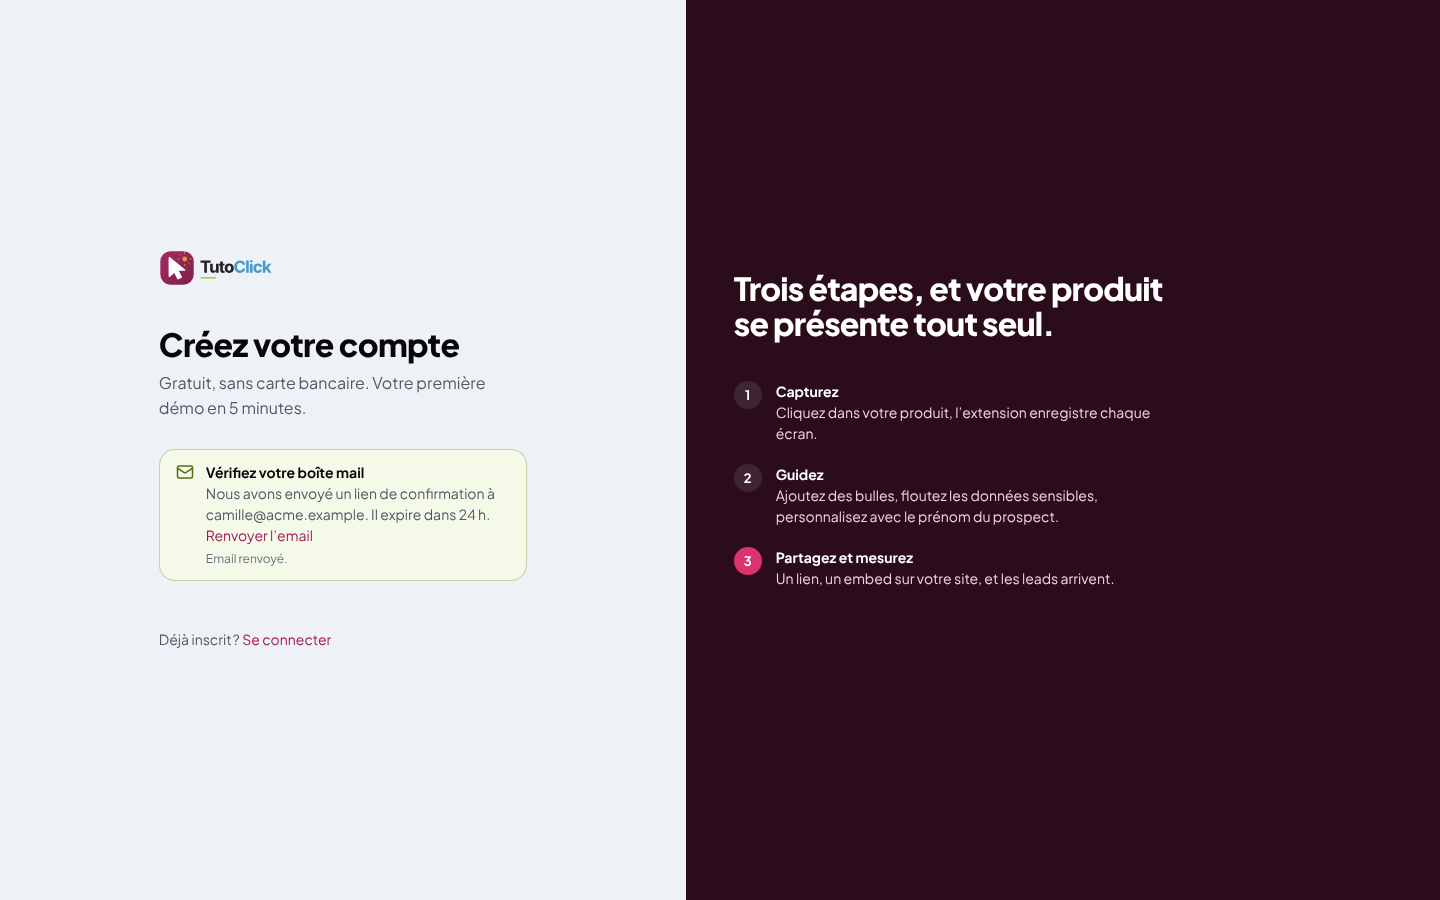 TutoClick
Créez votre compte
Gratuit, sans carte bancaire. Votre première
démo en 5 minutes.
Vérifiez votre boîte mail
Nous avons envoyé un lien de confirmation à
camille@acme.example. Il expire dans 24 h.
Renvoyer l’email
Email renvoyé.
Déjà inscrit ? Se connecter
Trois étapes, et votre produit
se présente tout seul.
1 Capturez
Cliquez dans votre produit, l’extension enregistre chaque
écran.
2 Guidez
Ajoutez des bulles, floutez les données sensibles,
personnalisez avec le prénom du prospect.
3 Partagez et mesurez
Un lien, un embed sur votre site, et les leads arrivent.